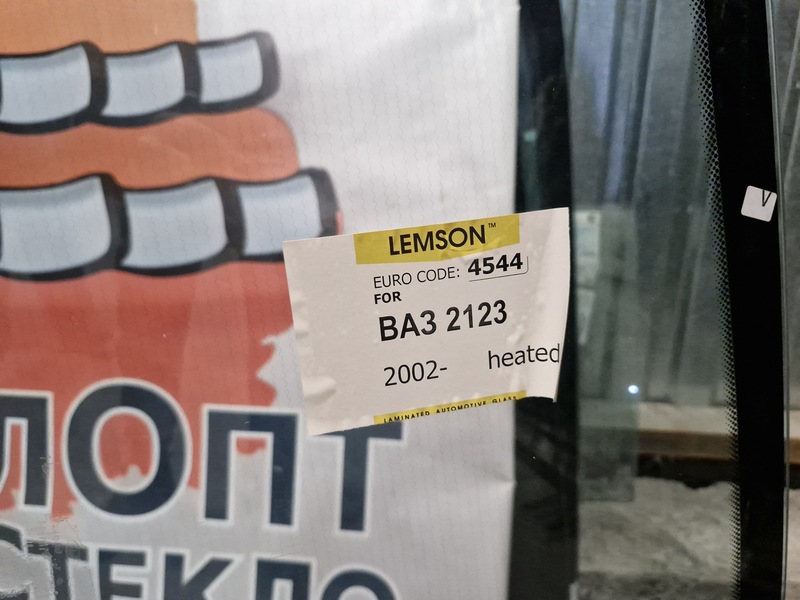 LEMSON™
EURO CODE: 4544
FOR
ВАЗ 2123
2002- heated
LAMINATED AUTOMOTIVE GLASS
ЛОПТ
СТЕКЛО
V